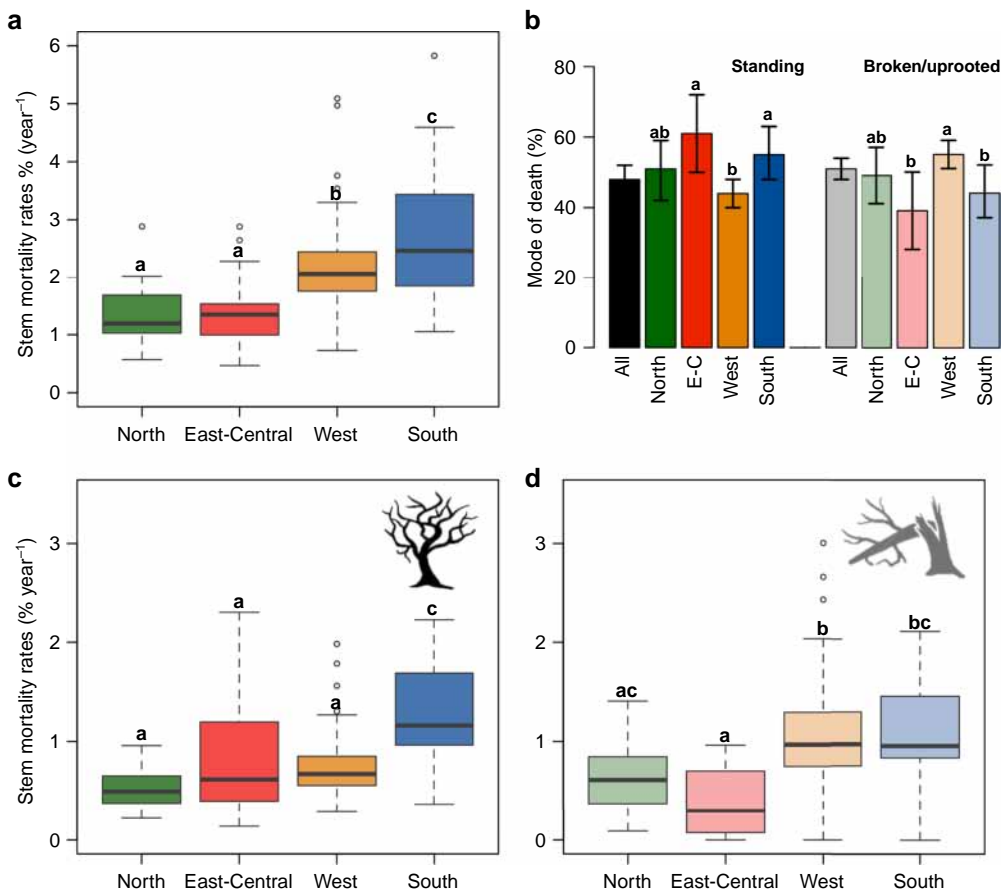 a
Stem mortality rates % (year⁻¹)
6
5
4
3
2
1
0
a
a
b
c
North
East-Central
West
South
b
Mode of death (%)
80
60
40
20
0
Standing
Broken/uprooted
ab
a
b
a
ab
b
a
b
All
North
E-C
West
South
All
North
E-C
West
South
c
Stem mortality rates (% year⁻¹)
3
2
1
0
a
a
a
c
North
East-Central
West
South
d
3
2
1
0
ac
a
b
bc
North
East-Central
West
South